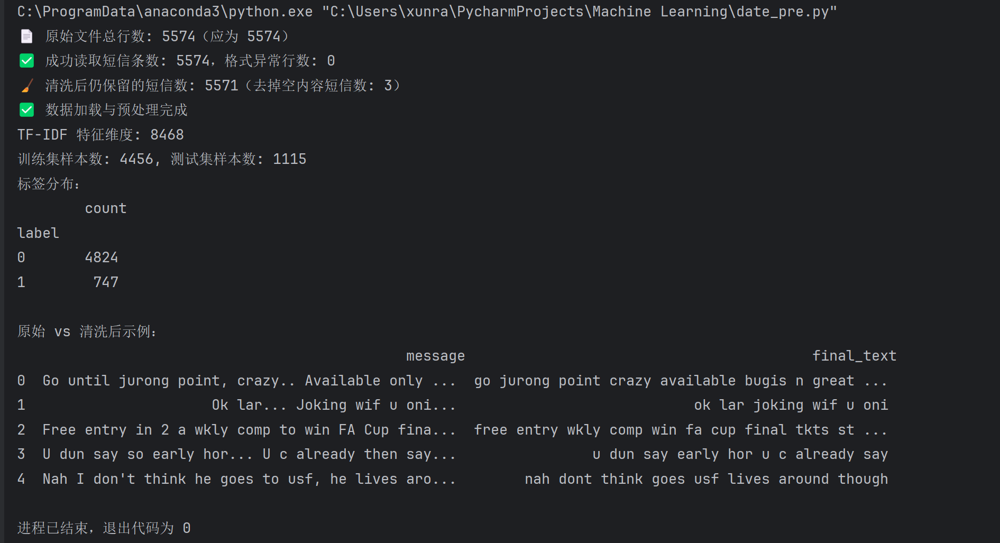 C:\ProgramData\anaconda3\python.exe "C:\Users\xunra\PycharmProjects\Machine Learning\date_pre.py"
📄 原始文件总行数: 5574（应为 5574）
✅ 成功读取短信条数: 5574，格式异常行数: 0
🧹 清洗后仍保留的短信数: 5571（去掉空内容短信数: 3）
✅ 数据加载与预处理完成
TF-IDF 特征维度: 8468
训练集样本数: 4456, 测试集样本数: 1115
标签分布:
count
label
0 4824
1 747
原始 vs 清洗后示例:
message final_text
0 Go until jurong point, crazy.. Available only ... go jurong point crazy available bugis n great ...
1 Ok lar... Joking wif u oni... ok lar joking wif u oni
2 Free entry in 2 a wkly comp to win FA Cup fina... free entry wkly comp win fa cup final tkts st ...
3 U dun say so early hor... U c already then say... u dun say early hor u c already say
4 Nah I don't think he goes to usf, he lives aro... nah dont think goes usf lives around though
进程已结束，退出代码为 0